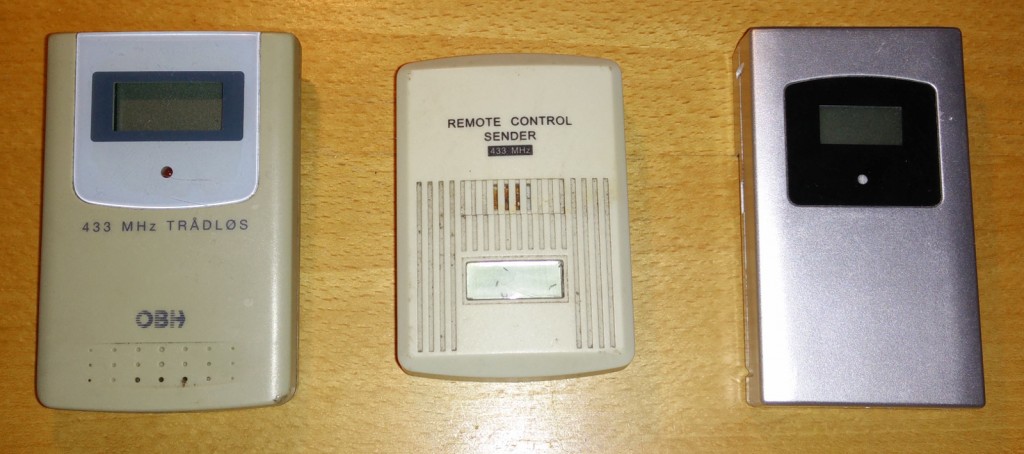 433 MHz TRÅDLØS
OBH
REMOTE CONTROL
SENDER
433 MHz